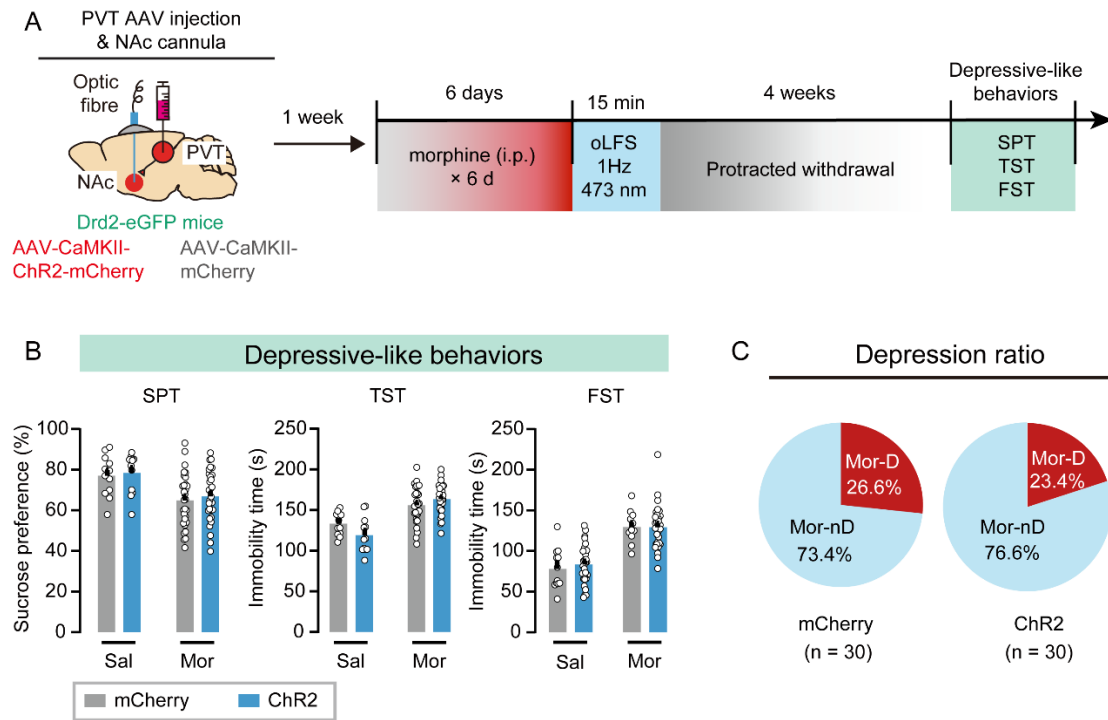 A
PVT AAV injection
& NAc cannula
Optic
fibre
PVT
NAc
Drd2-eGFP mice
AAV-CaMKII-
ChR2-mCherry
AAV-CaMKII-
mCherry
1 week
6 days
morphine (i.p.)
× 6 d
15 min
oLFS
1Hz
473 nm
4 weeks
Protracted withdrawal
Depressive-like
behaviors
SPT
TST
FST
B
Depressive-like behaviors
SPT
Sucrose preference (%)
100
80
60
40
20
0
Sal
Mor
TST
Immobility time (s)
250
200
150
100
50
0
Sal
Mor
FST
Immobility time (s)
250
200
150
100
50
0
Sal
Mor
mCherry
ChR2
C
Depression ratio
Mor-D
26.6%
Mor-nD
73.4%
mCherry
(n = 30)
Mor-D
23.4%
Mor-nD
76.6%
ChR2
(n = 30)